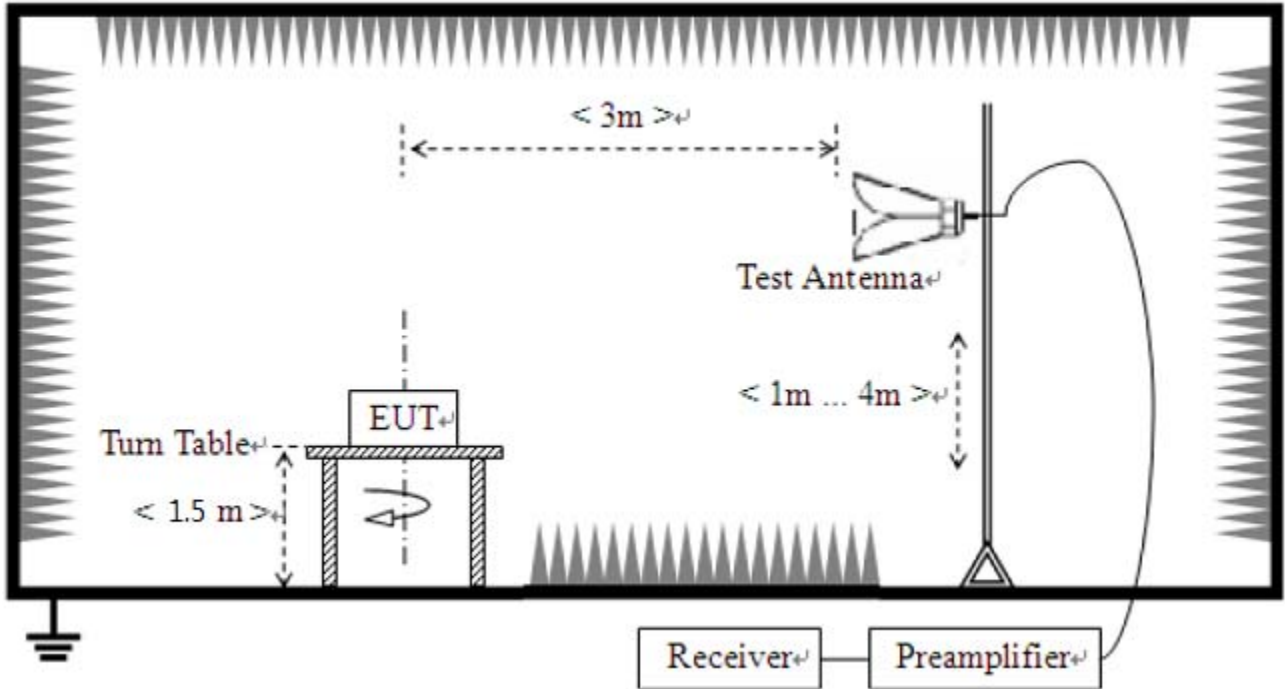 < 3m >↵
Test Antenna↵
< 1m ... 4m >↵
EUT↵
Turn Table↵
< 1.5 m >↵
Receiver↵
Preamplifier↵